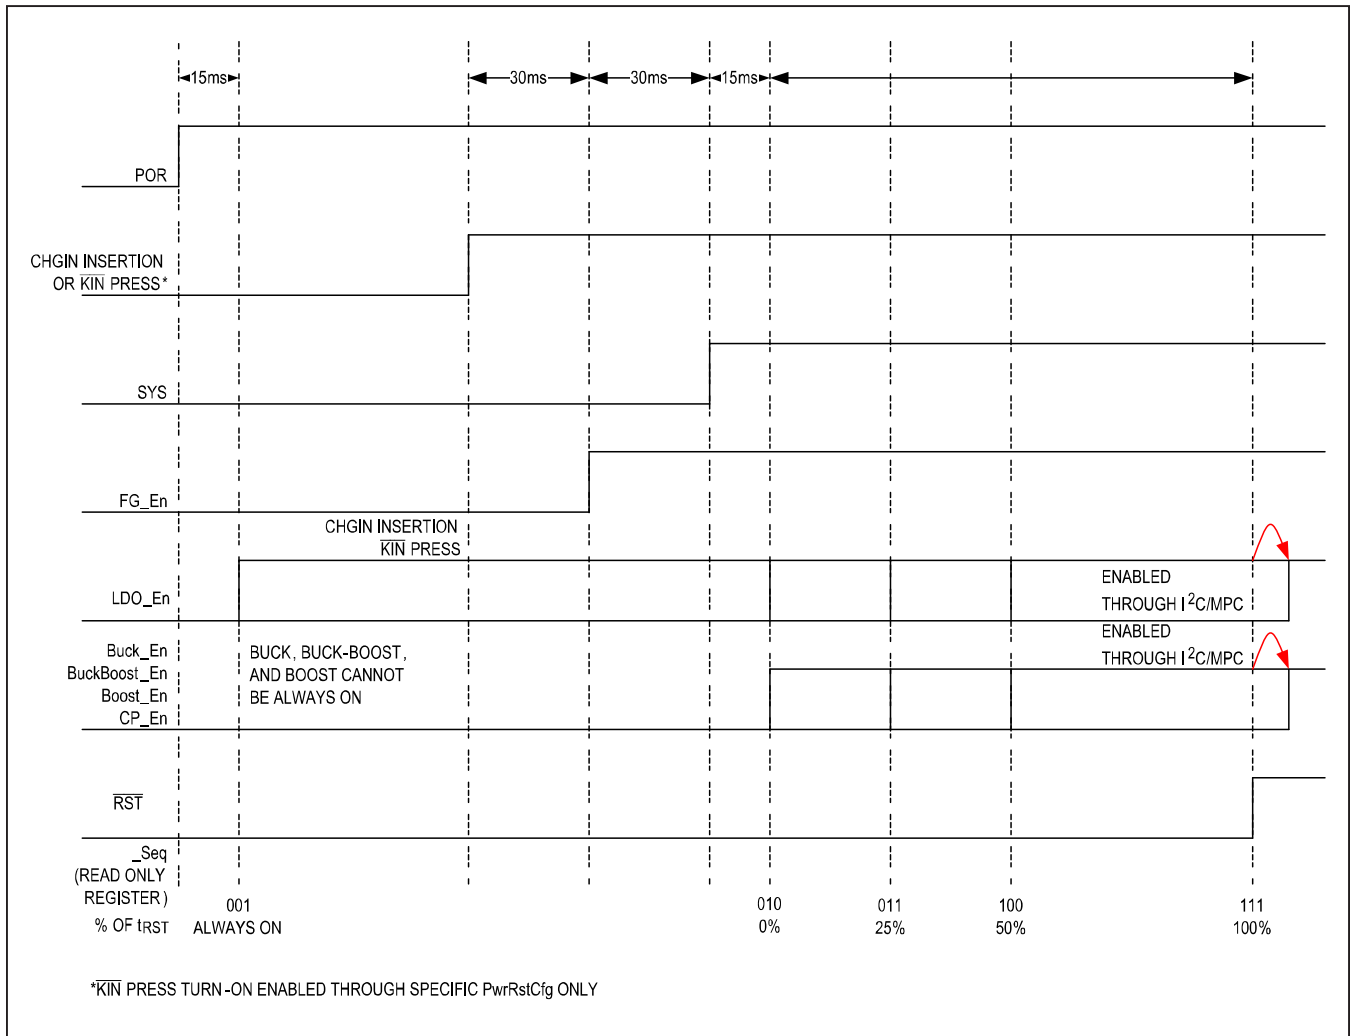 15ms
30ms
30ms
15ms
POR
CHGIN INSERTION
OR KIN PRESS*
SYS
FG_En
CHGIN INSERTION
KIN PRESS
LDO_En
ENABLED
THROUGH I2C/MPC
Buck_En
BuckBoost_En
Boost_En
CP_En
BUCK, BUCK-BOOST,
AND BOOST CANNOT
BE ALWAYS ON
ENABLED
THROUGH I2C/MPC
RST
_Seq
(READ ONLY
REGISTER)
001
010
011
100
111
% OF tRST
ALWAYS ON
0%
25%
50%
100%
*KIN PRESS TURN-ON ENABLED THROUGH SPECIFIC PwrRstCfg ONLY